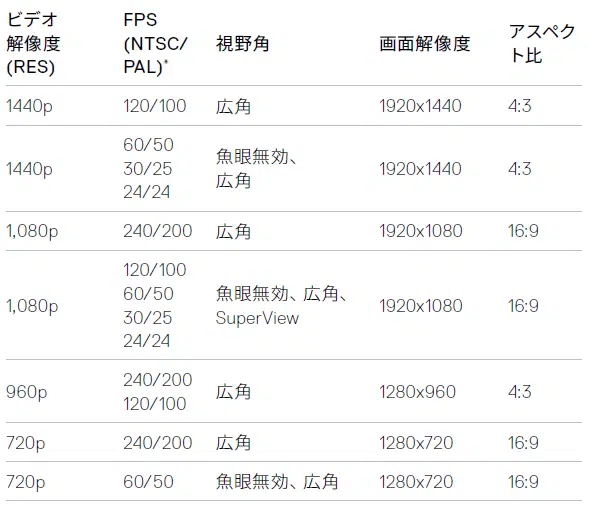 ビデオ解像度 (RES) FPS (NTSC/PAL)* 視野角 画面解像度 アスペクト比
1440p 120/100 広角 1920x1440 4:3
1440p 60/50 30/25 24/24 魚眼無効、広角 1920x1440 4:3
1,080p 240/200 広角 1920x1080 16:9
1,080p 120/100 60/50 30/25 24/24 魚眼無効、広角、SuperView 1920x1080 16:9
960p 240/200 120/100 広角 1280x960 4:3
720p 240/200 広角 1280x720 16:9
720p 60/50 魚眼無効、広角 1280x720 16:9